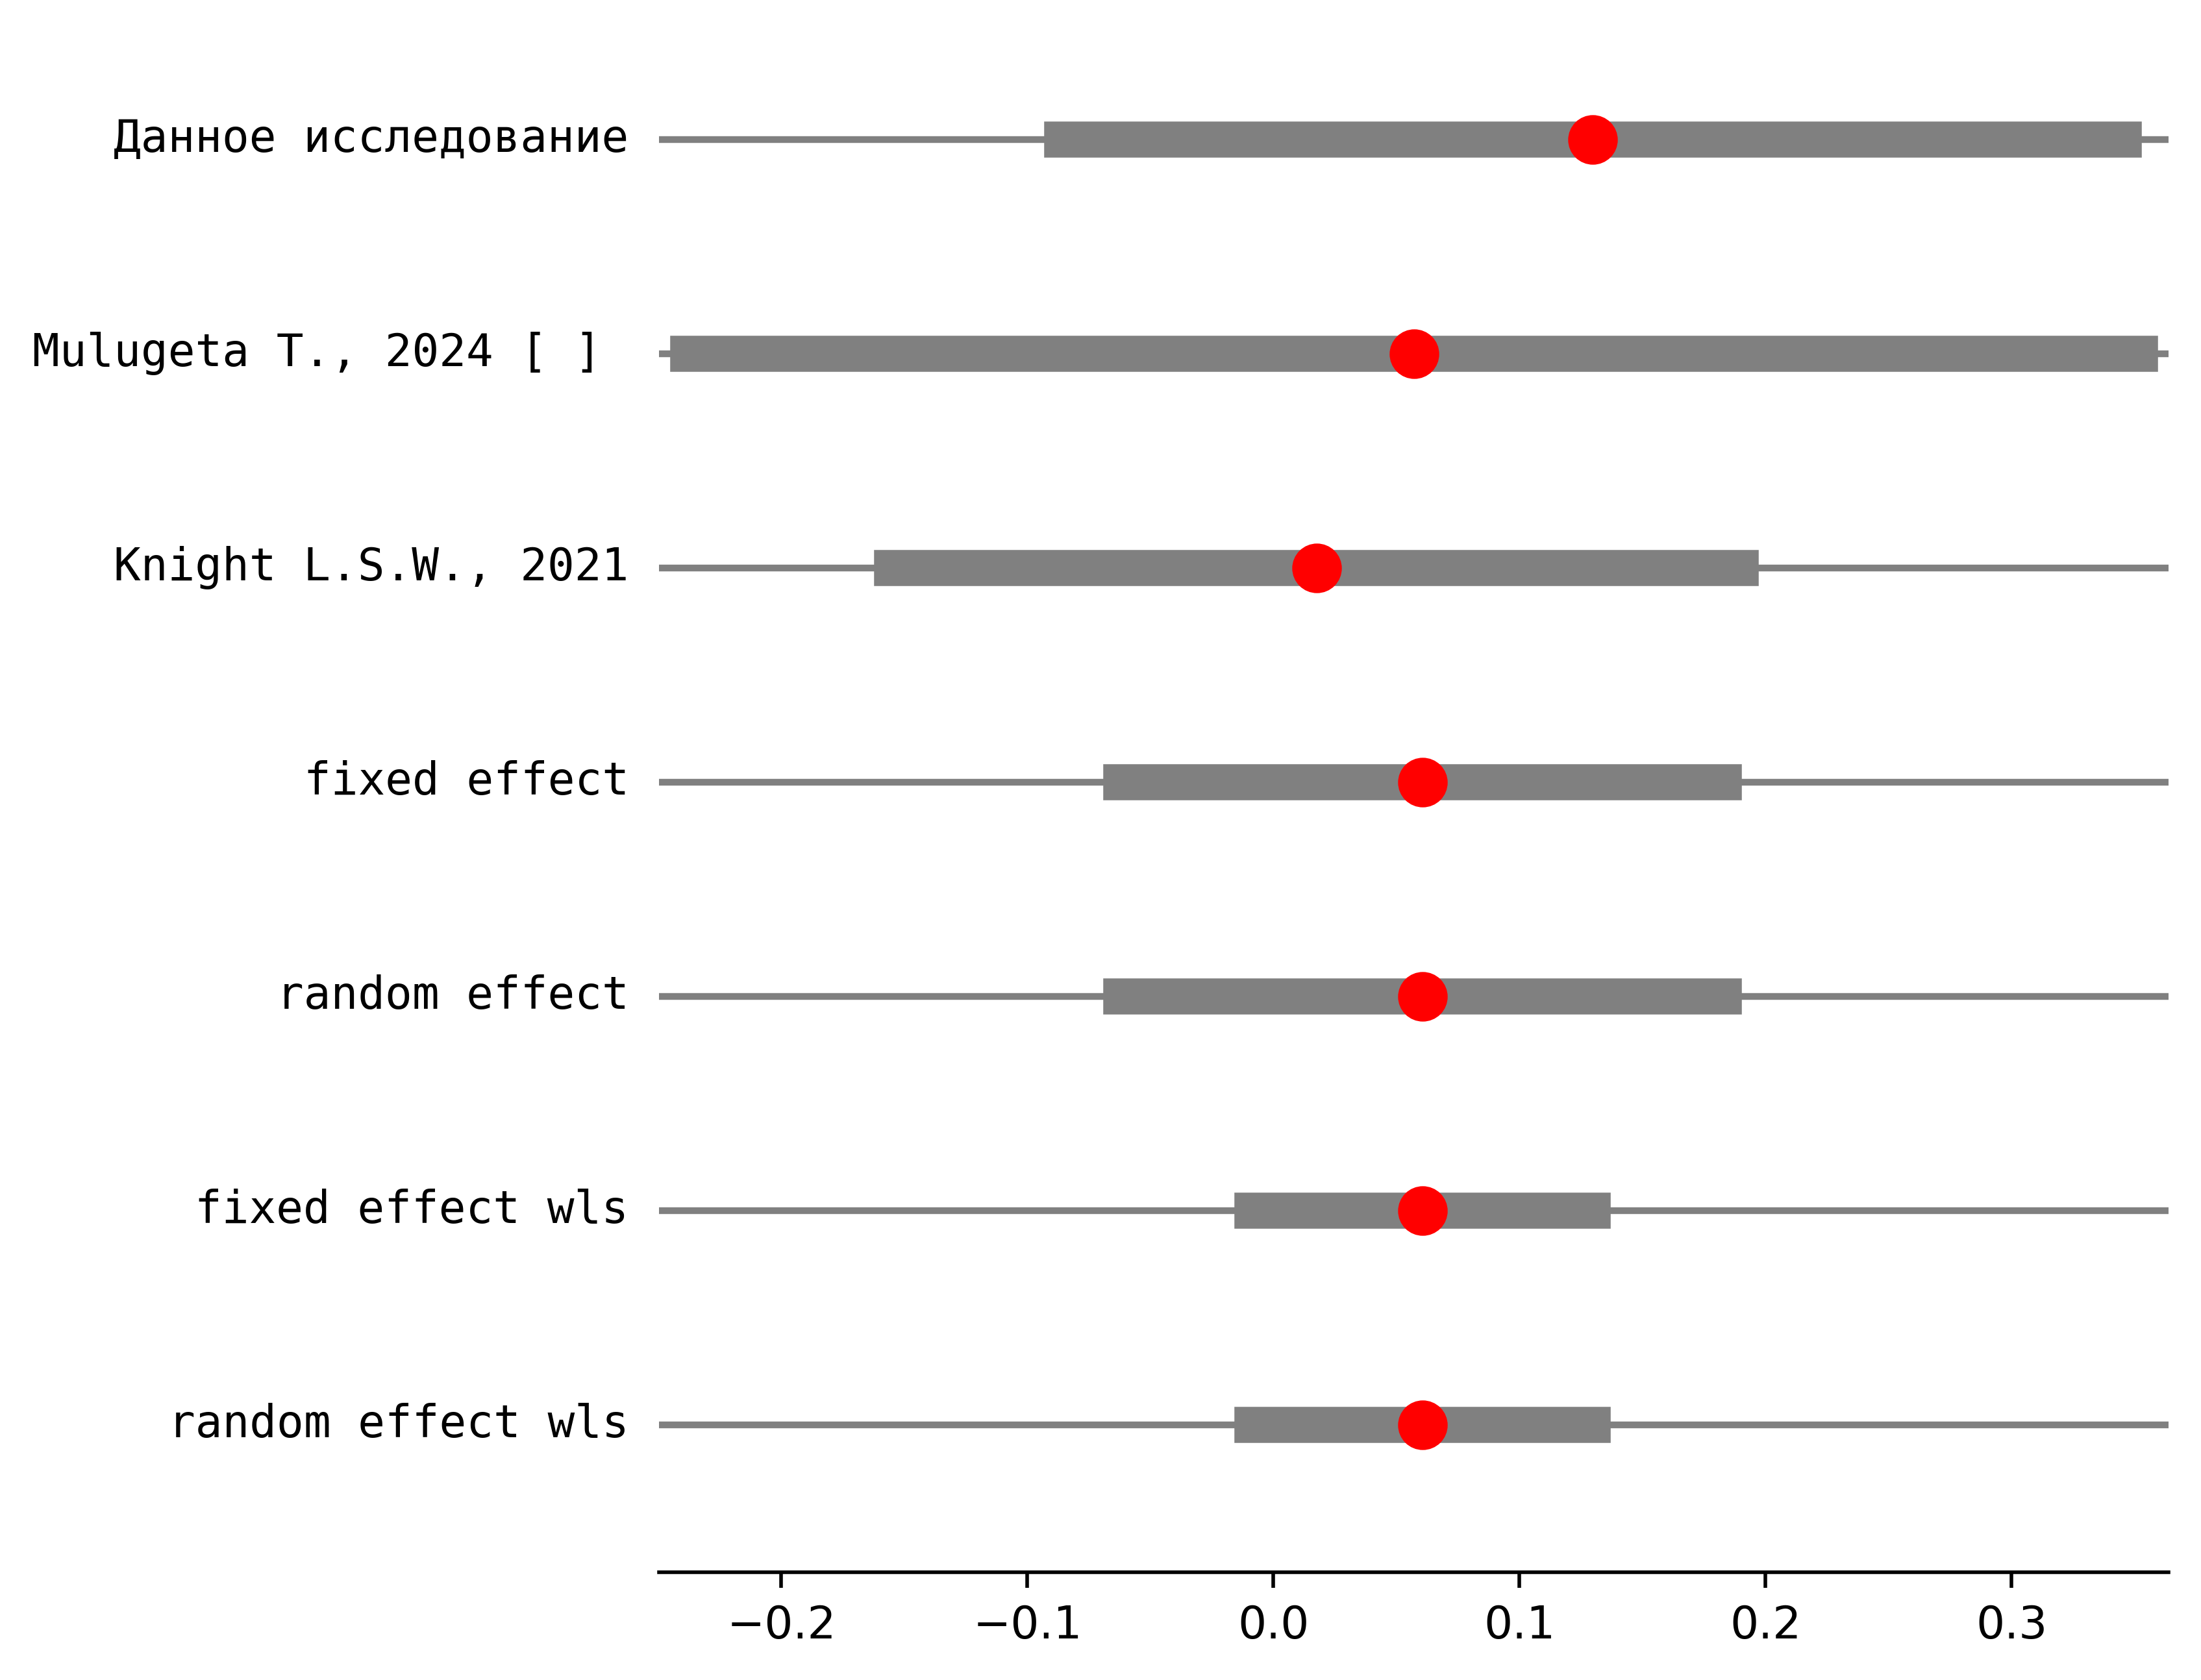 Данное исследование
Mulugeta T., 2024 [ ]
Knight L.S.W., 2021
fixed effect
random effect
fixed effect wls
random effect wls
−0.2 −0.1 0.0 0.1 0.2 0.3